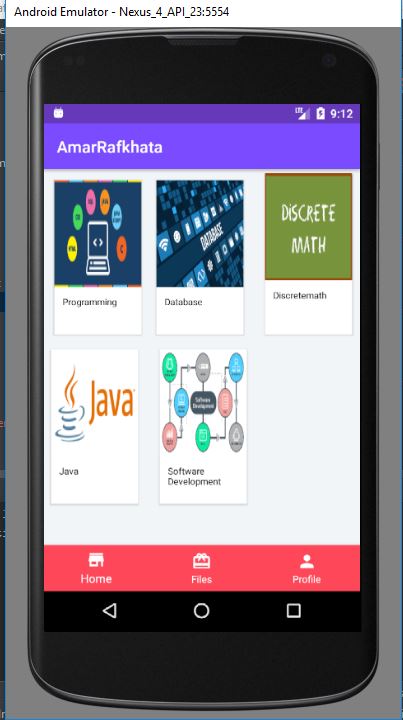 Android Emulator - Nexus_4_API_23:5554
LTE 9:12
AmarRafkhata
DATABASE
DiSCRETE
MATH
Programming
Database
Discretemath
Java
Software
Development
Java
Software
Development
Home
Files
Profile